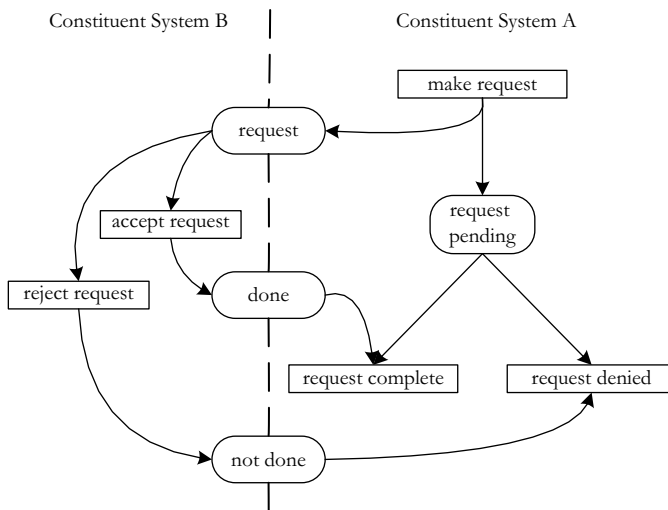 Constituent System B
Constituent System A
make request
request
request
pending
accept request
reject request
done
request complete
request denied
not done